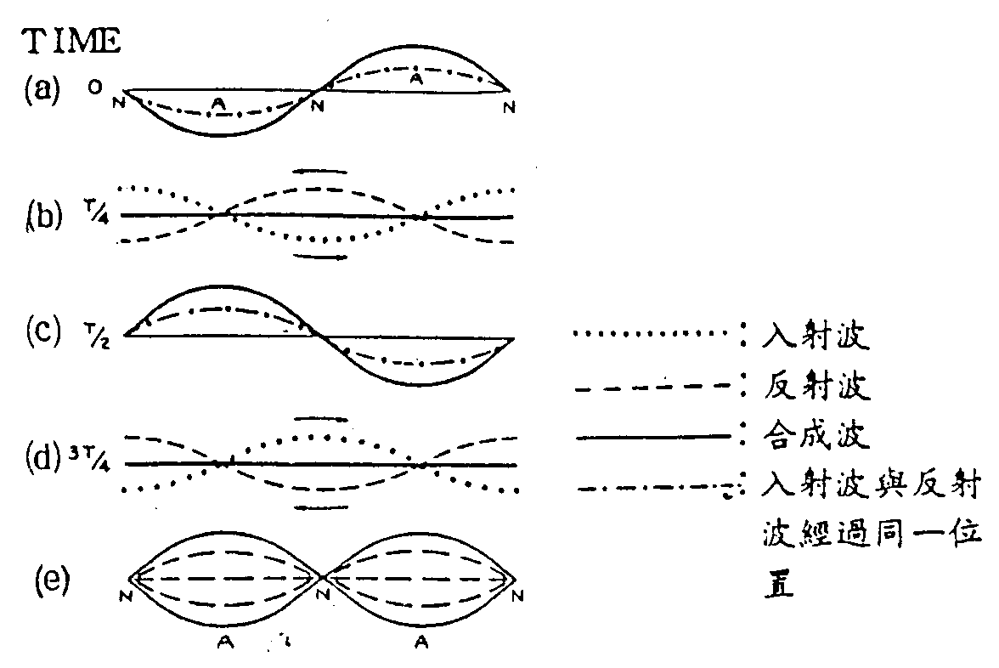 TIME
(a) O
N A N A N
(b) T/4
(c) T/2
(d) 3T/4
(e)
N N N
A A
: 入射波
: 反射波
: 合成波
: 入射波與反射
波經過同一位
置